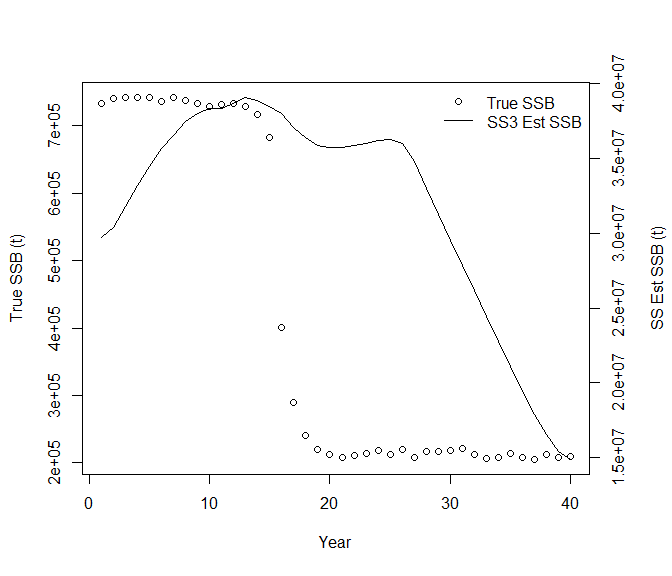 True SSB
SS3 Est SSB
True SSB (t)
2e+05
3e+05
4e+05
5e+05
6e+05
7e+05
1.5e+07
2.0e+07
2.5e+07
3.0e+07
3.5e+07
4.0e+07
SS Est SSB (t)
0
10
20
30
40
Year